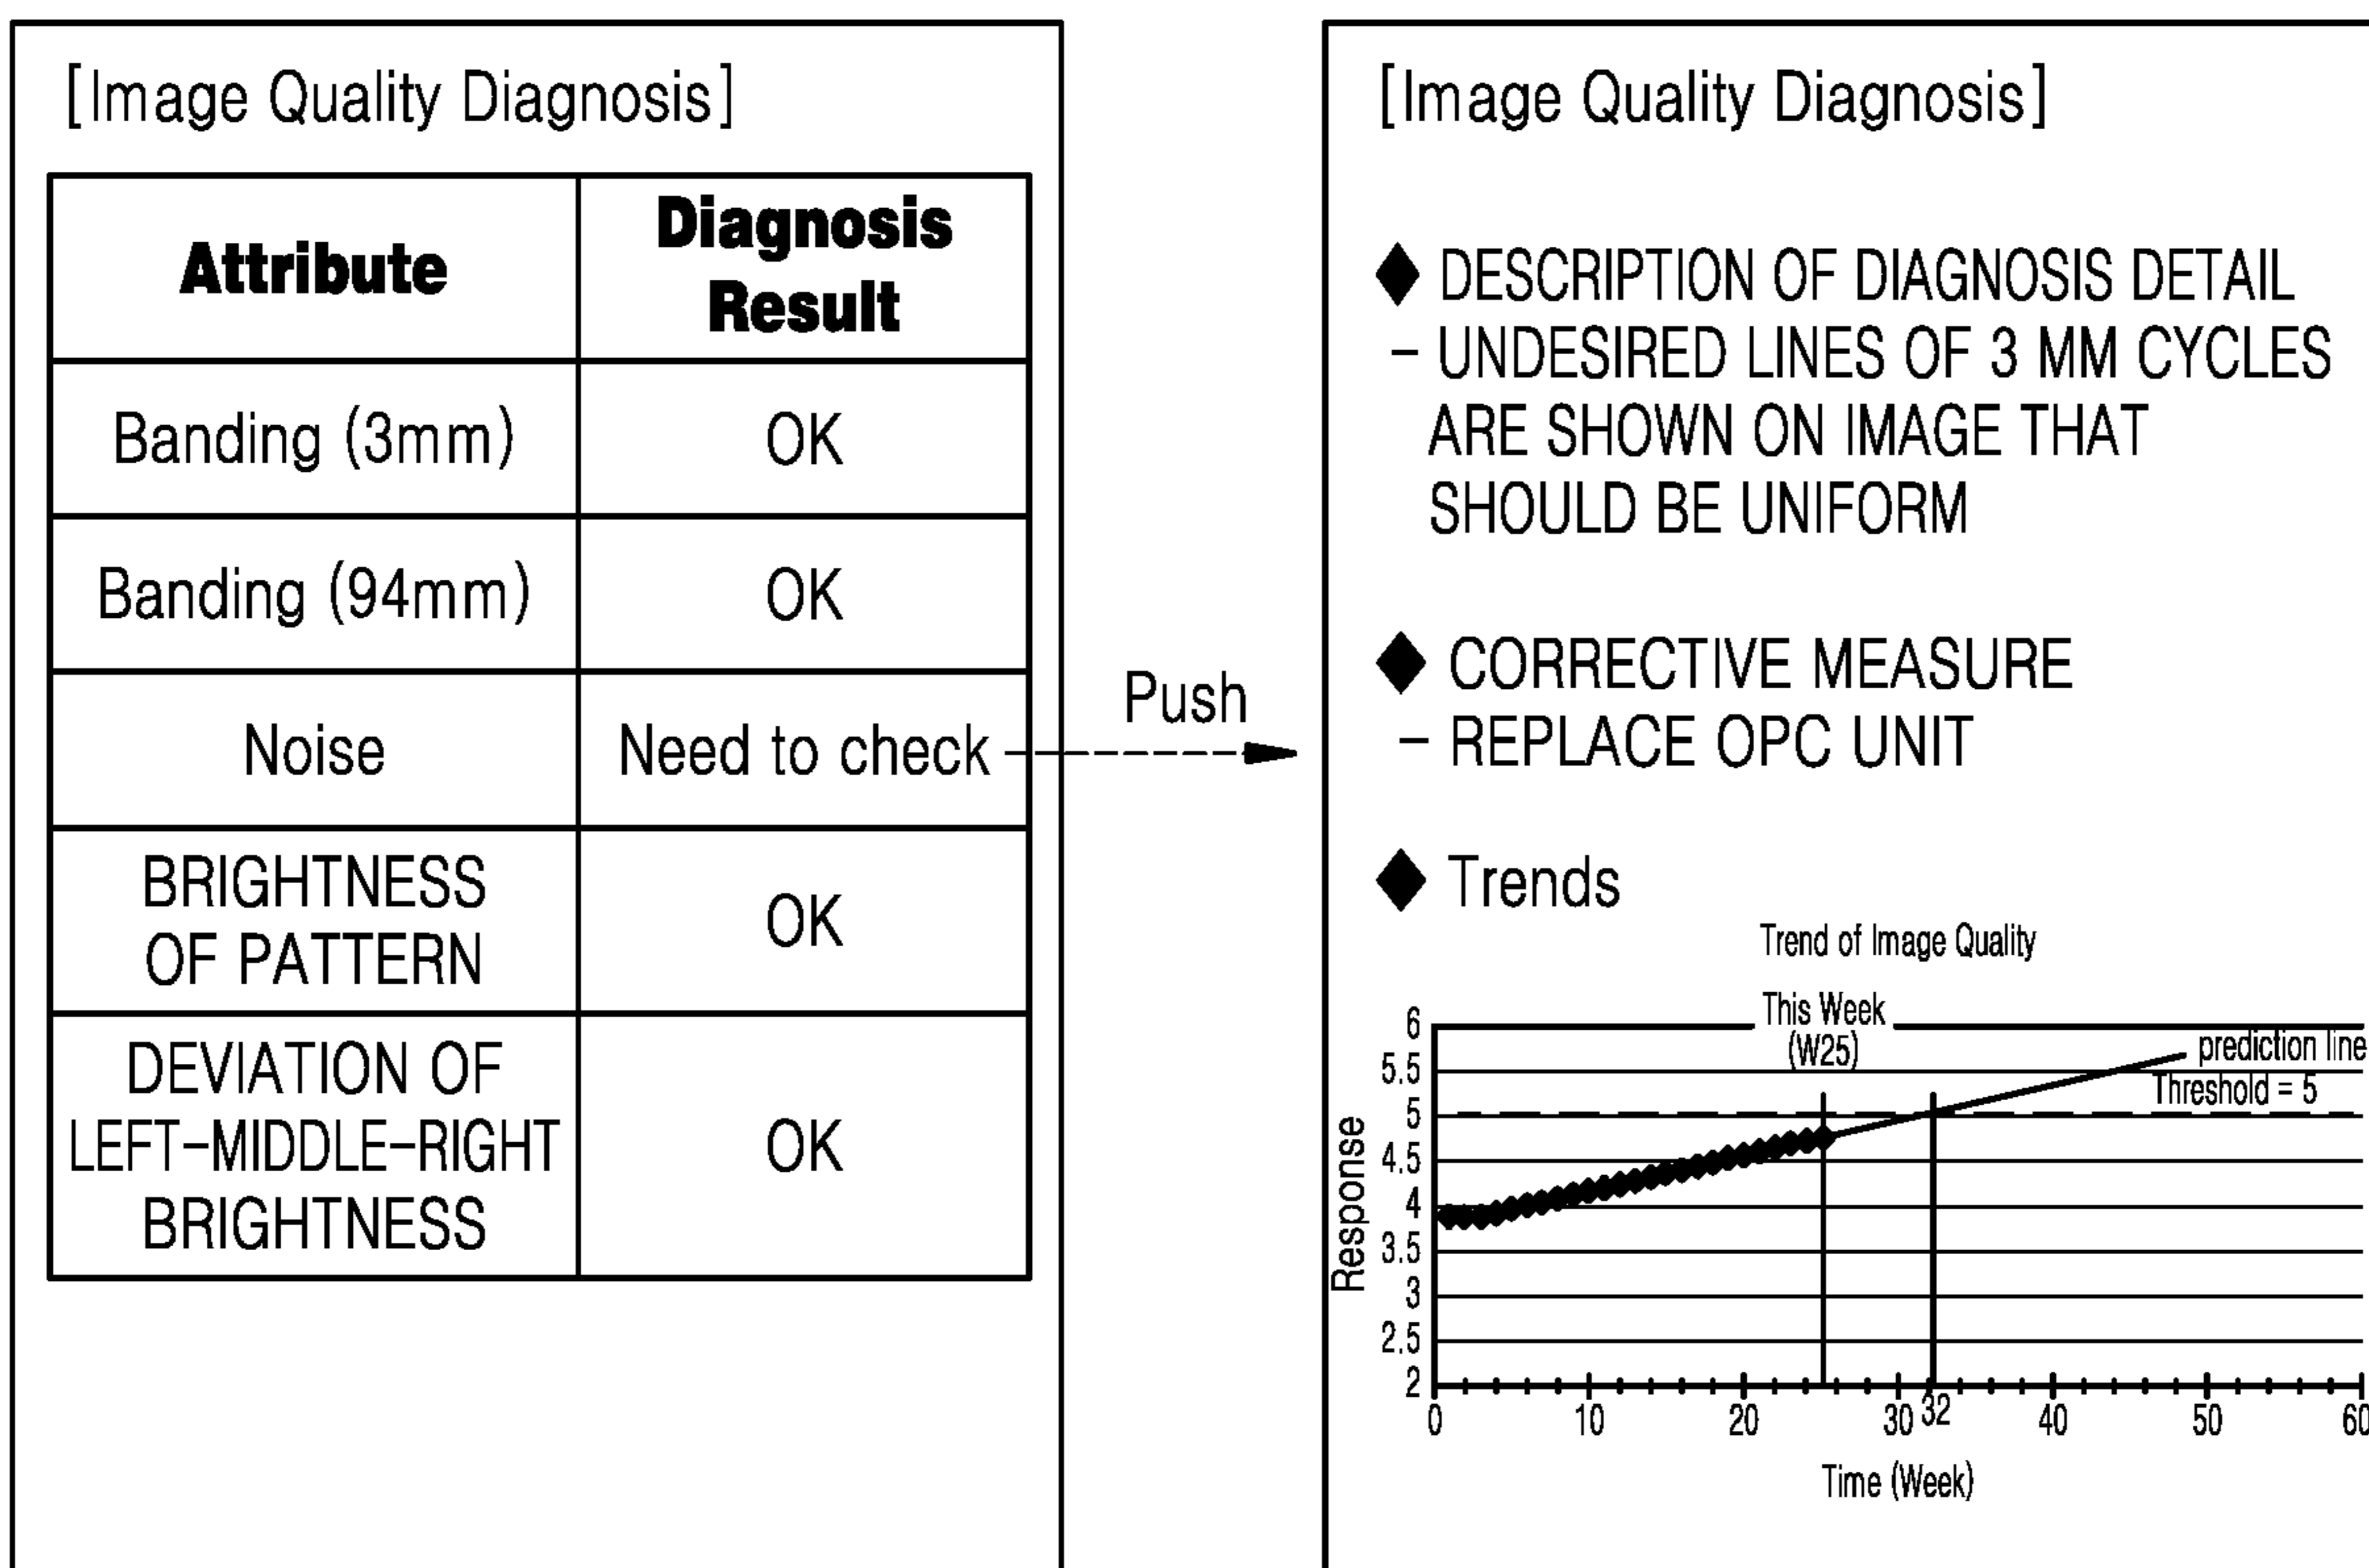 [Image Quality Diagnosis]
Attribute
Diagnosis
Result
Banding (3mm)
OK
Banding (94mm)
OK
Noise
Need to check
BRIGHTNESS
OF PATTERN
OK
DEVIATION OF
LEFT-MIDDLE-RIGHT
BRIGHTNESS
OK
Push
[Image Quality Diagnosis]
◆ DESCRIPTION OF DIAGNOSIS DETAIL
- UNDESIRED LINES OF 3 MM CYCLES
ARE SHOWN ON IMAGE THAT
SHOULD BE UNIFORM
◆ CORRECTIVE MEASURE
- REPLACE OPC UNIT
◆ Trends
Trend of Image Quality
This Week
(W25)
prediction line
Threshold = 5
Response
6
5.5
5
4.5
4
3.5
3
2.5
2
0 10 20 30 32 40 50 60
Time (Week)